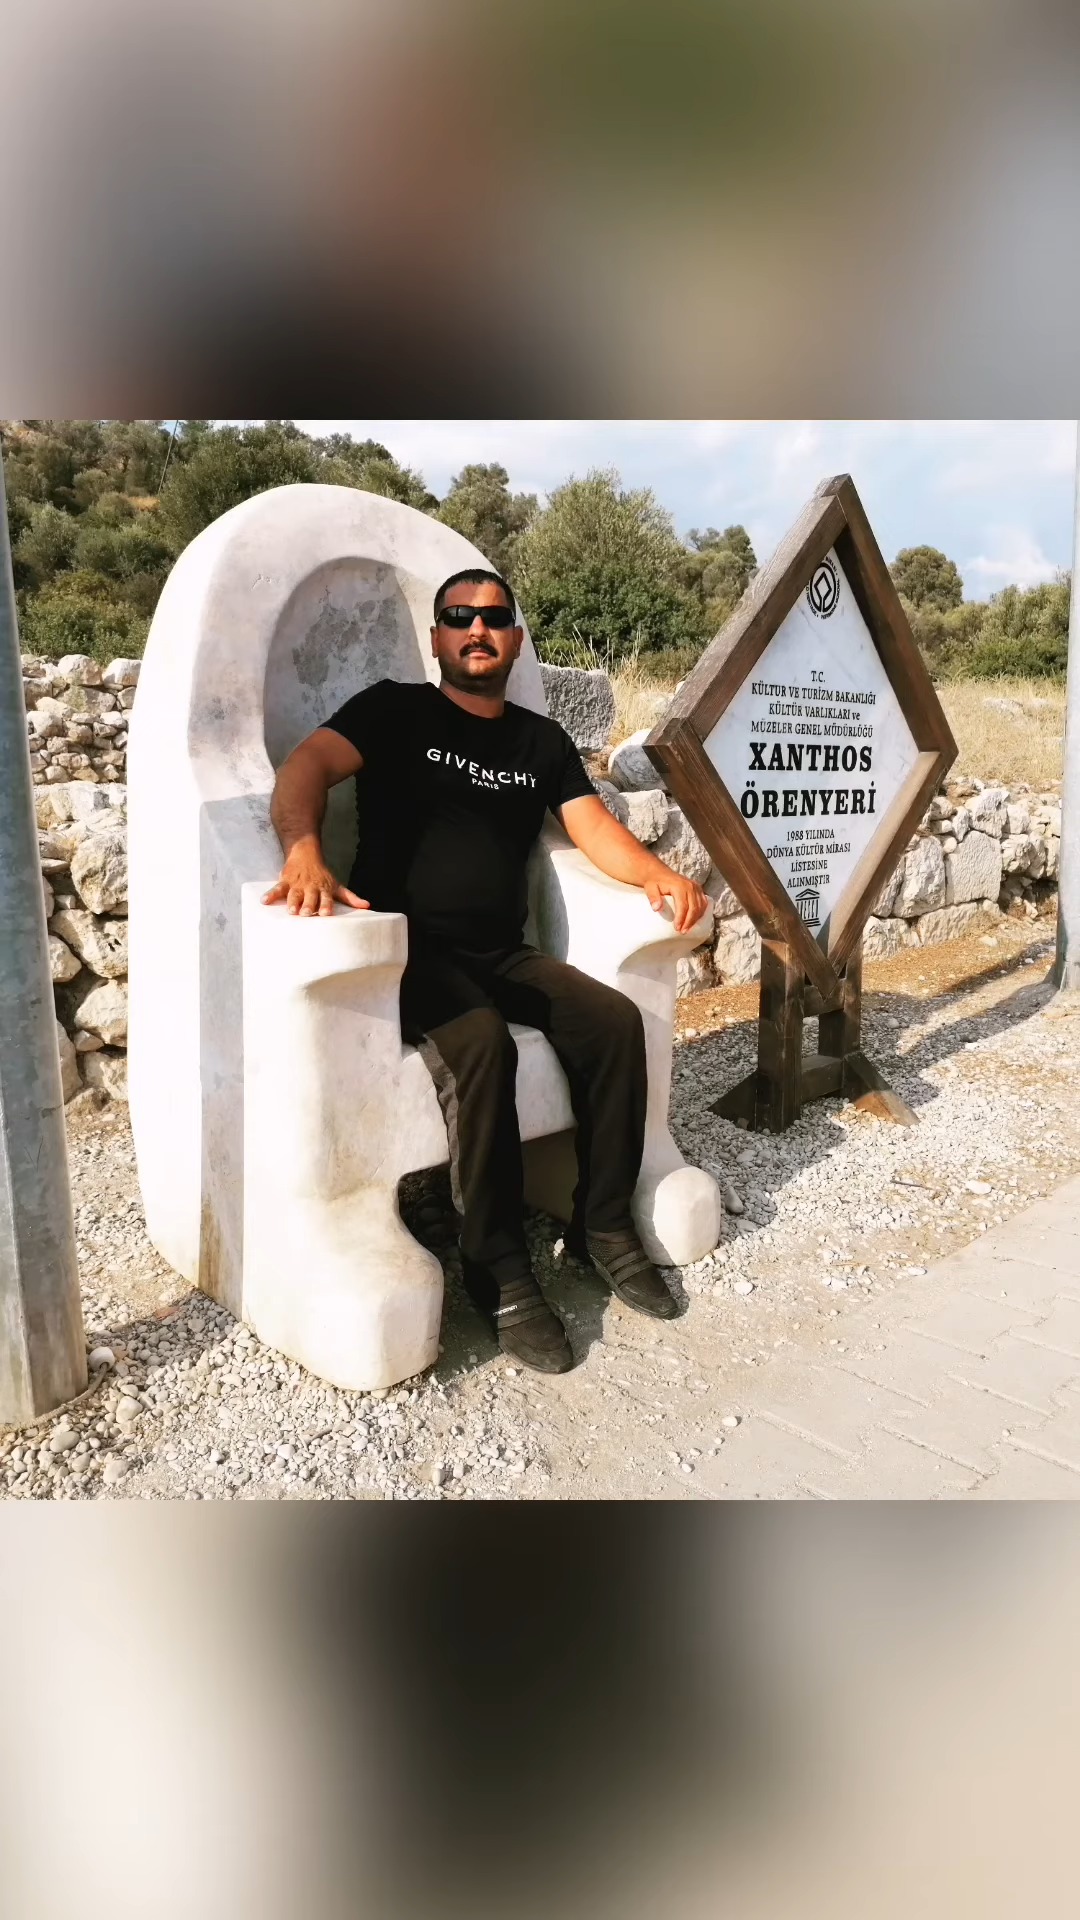 GIVENCHY
PARIS
T.C.
KÜLTÜR VE TURİZM BAKANLIĞI
KÜLTÜR VARLIKLARI ve
MÜZELER GENEL MÜDÜRLÜĞÜ
XANTHOS
ÖRENYERİ
1988 YILINDA
DÜNYA KÜLTÜR MİRASI
LİSTESİNE
ALINMIŞTIR